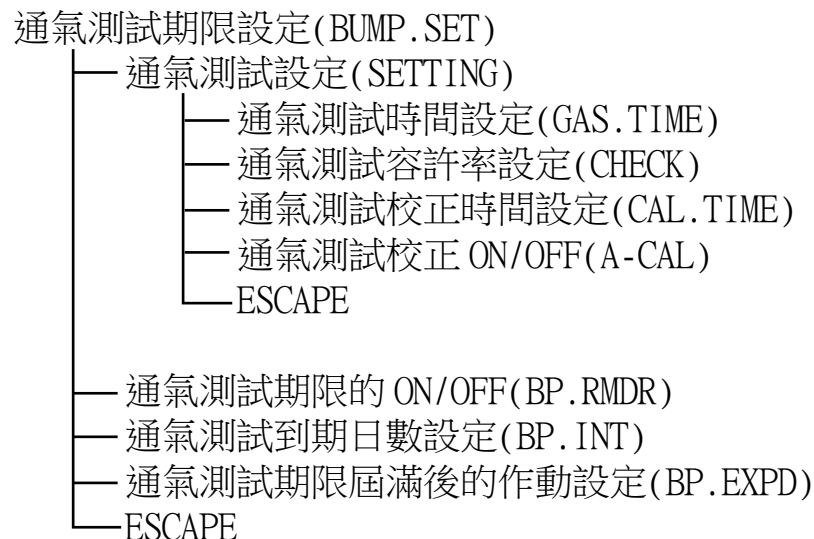 通氣測試期限設定(BUMP.SET)
通氣測試設定(SETTING)
通氣測試時間設定(GAS.TIME)
通氣測試容許率設定(CHECK)
通氣測試校正時間設定(CAL.TIME)
通氣測試校正 ON/OFF(A-CAL)
ESCAPE
通氣測試期限的 ON/OFF(BP.RMDR)
通氣測試到期日數設定(BP.INT)
通氣測試期限屆滿後的作動設定(BP.EXPD)
ESCAPE